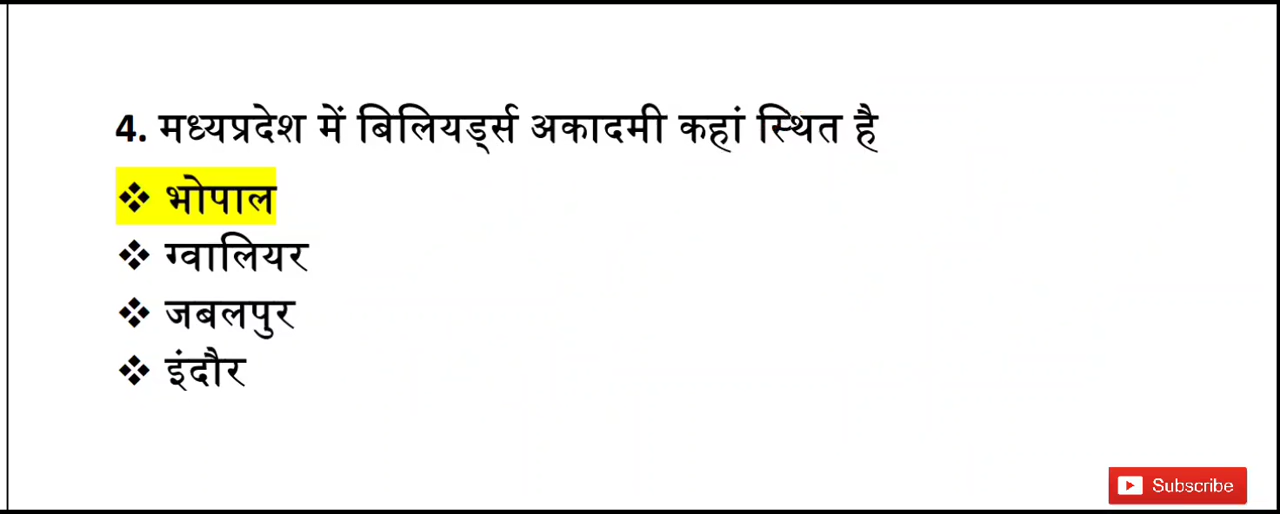 4. मध्यप्रदेश में बिलियर्ड्स अकादमी कहां स्थित है
❖ भोपाल
❖ ग्वालियर
❖ जबलपुर
❖ इंदौर
Subscribe